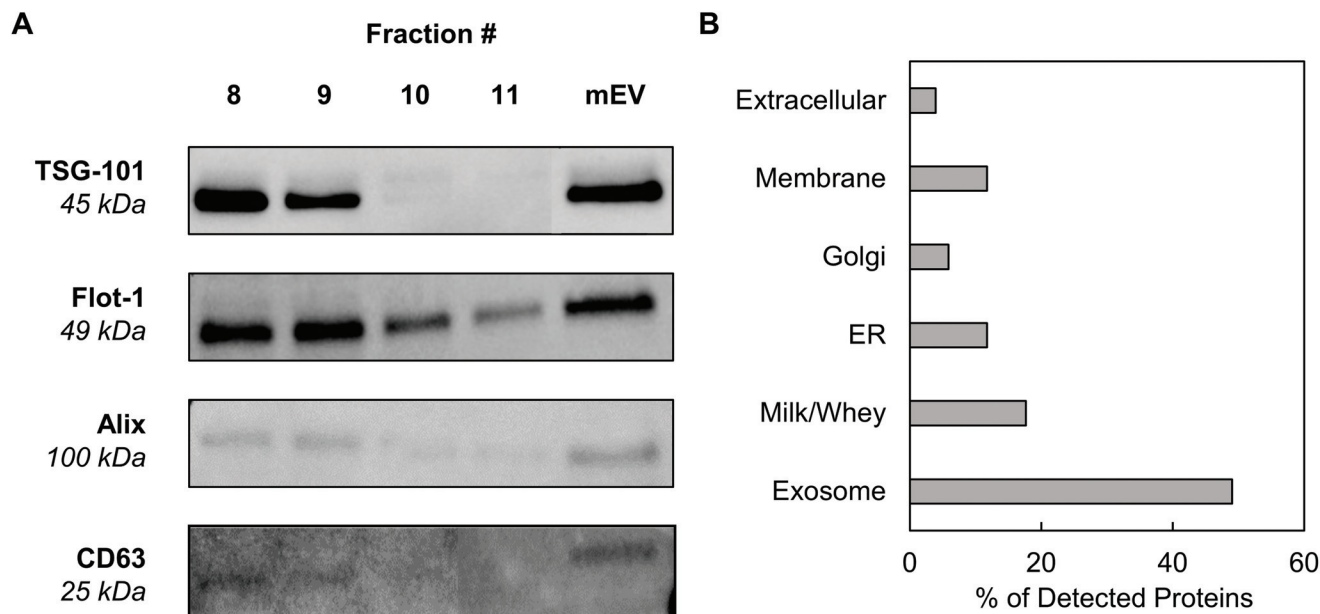 A
Fraction #
8 9 10 11 mEV
TSG-101
45 kDa
Flot-1
49 kDa
Alix
100 kDa
CD63
25 kDa
B
Extracellular
Membrane
Golgi
ER
Milk/Whey
Exosome
0 20 40 60
% of Detected Proteins